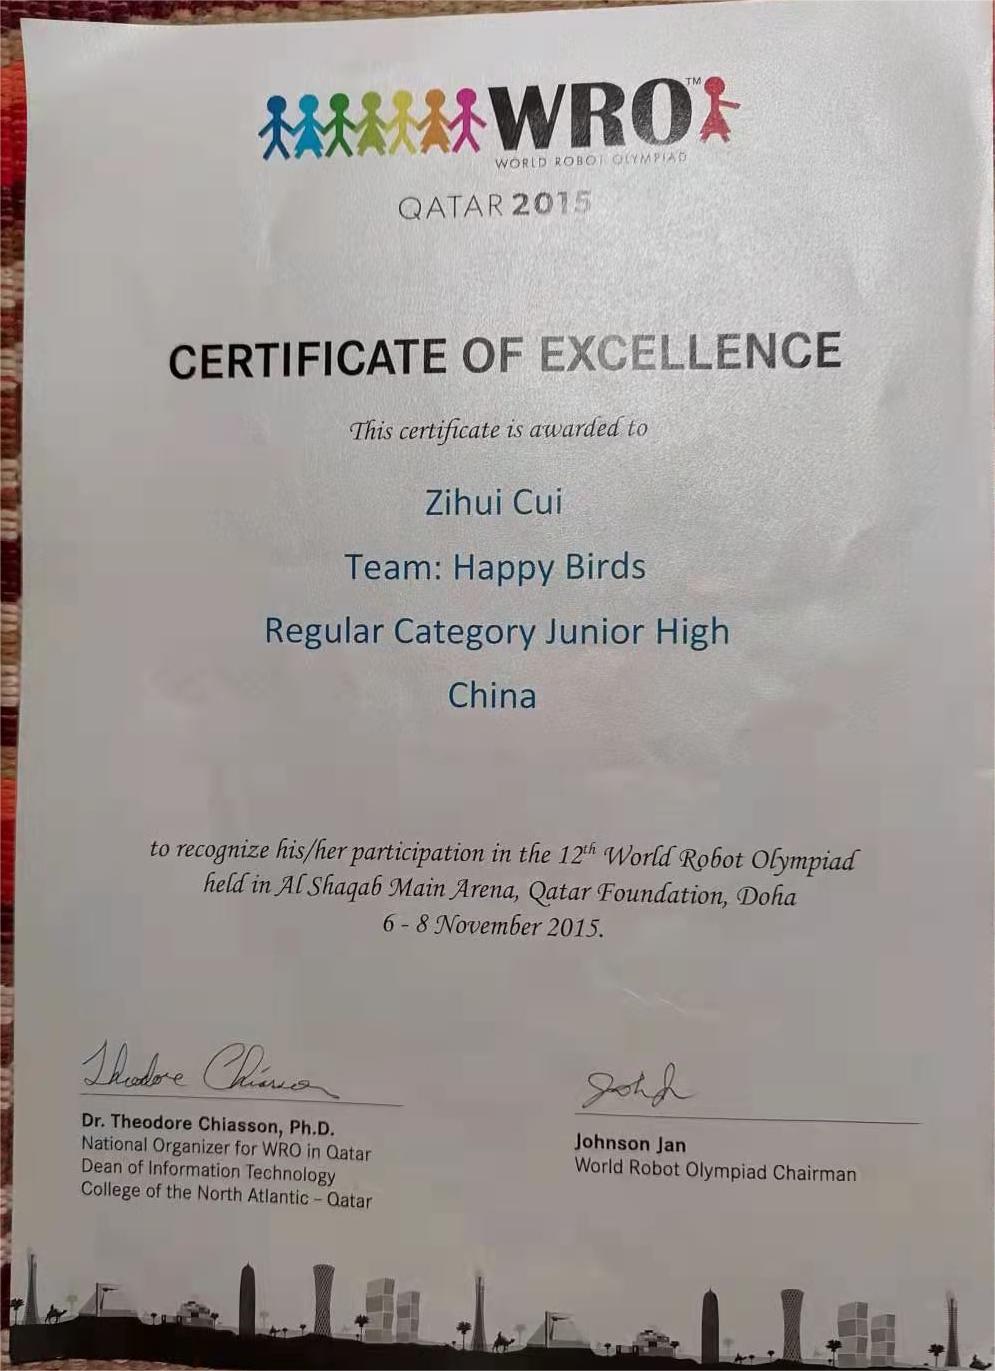 WRO™
WORLD ROBOT OLYMPIAD
QATAR 2015
CERTIFICATE OF EXCELLENCE
This certificate is awarded to
Zihui Cui
Team: Happy Birds
Regular Category Junior High
China
to recognize his/her participation in the 12th World Robot Olympiad
held in Al Shaqab Main Arena, Qatar Foundation, Doha
6 - 8 November 2015.
Theodore Chiasson
Dr. Theodore Chiasson, Ph.D.
National Organizer for WRO in Qatar
Dean of Information Technology
College of the North Atlantic – Qatar
Johnson Jan
World Robot Olympiad Chairman